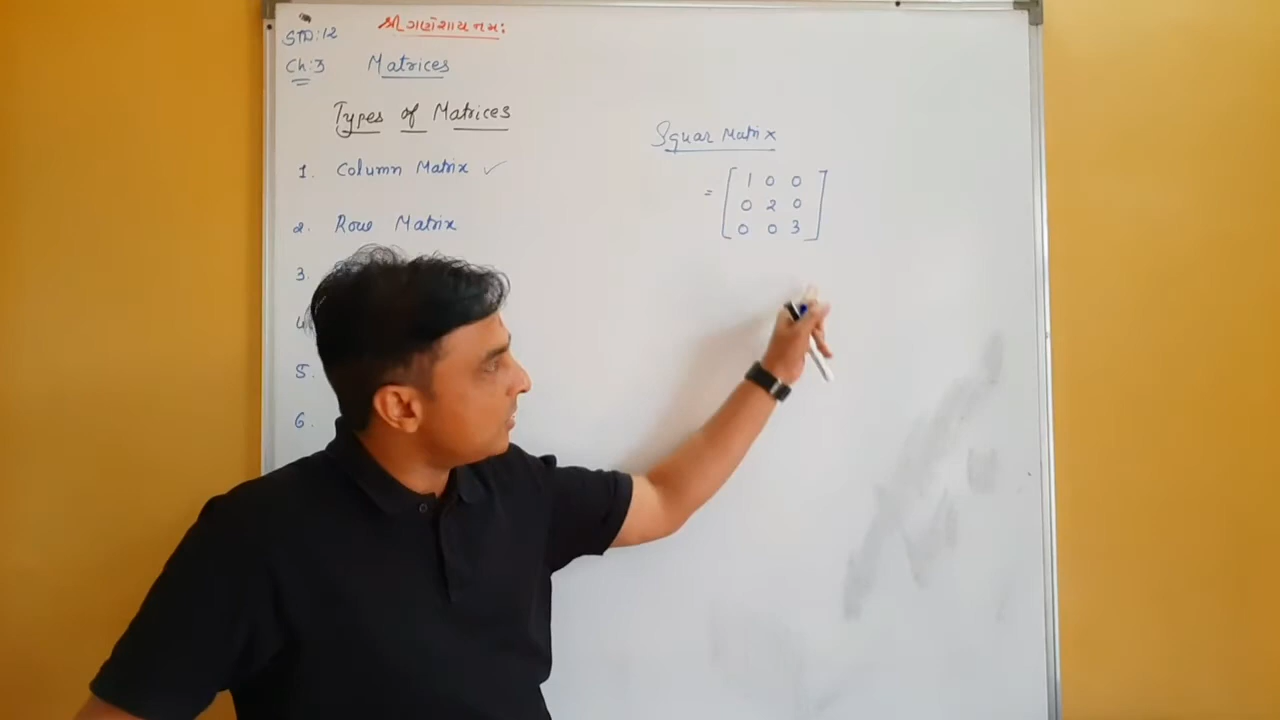 STD:12
શ્રી ગણેશાય નમ:
Ch:3 Matrices
Types of Matrices
1. Column Matrix ✓
2. Row Matrix
3.
4
5.
6.
Squar Matrix
= [ 1 0 0
0 2 0
0 0 3 ]